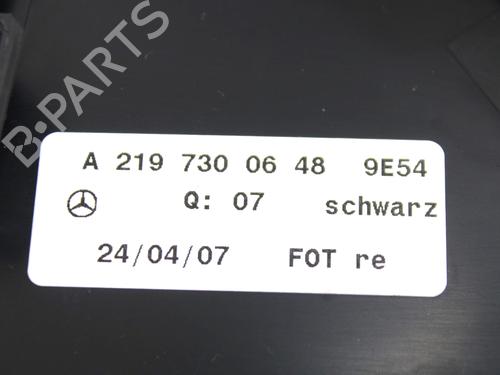 B-PARTS
A 219 730 06 48 9E54
Q: 07 schwarz
24/04/07 FOT re